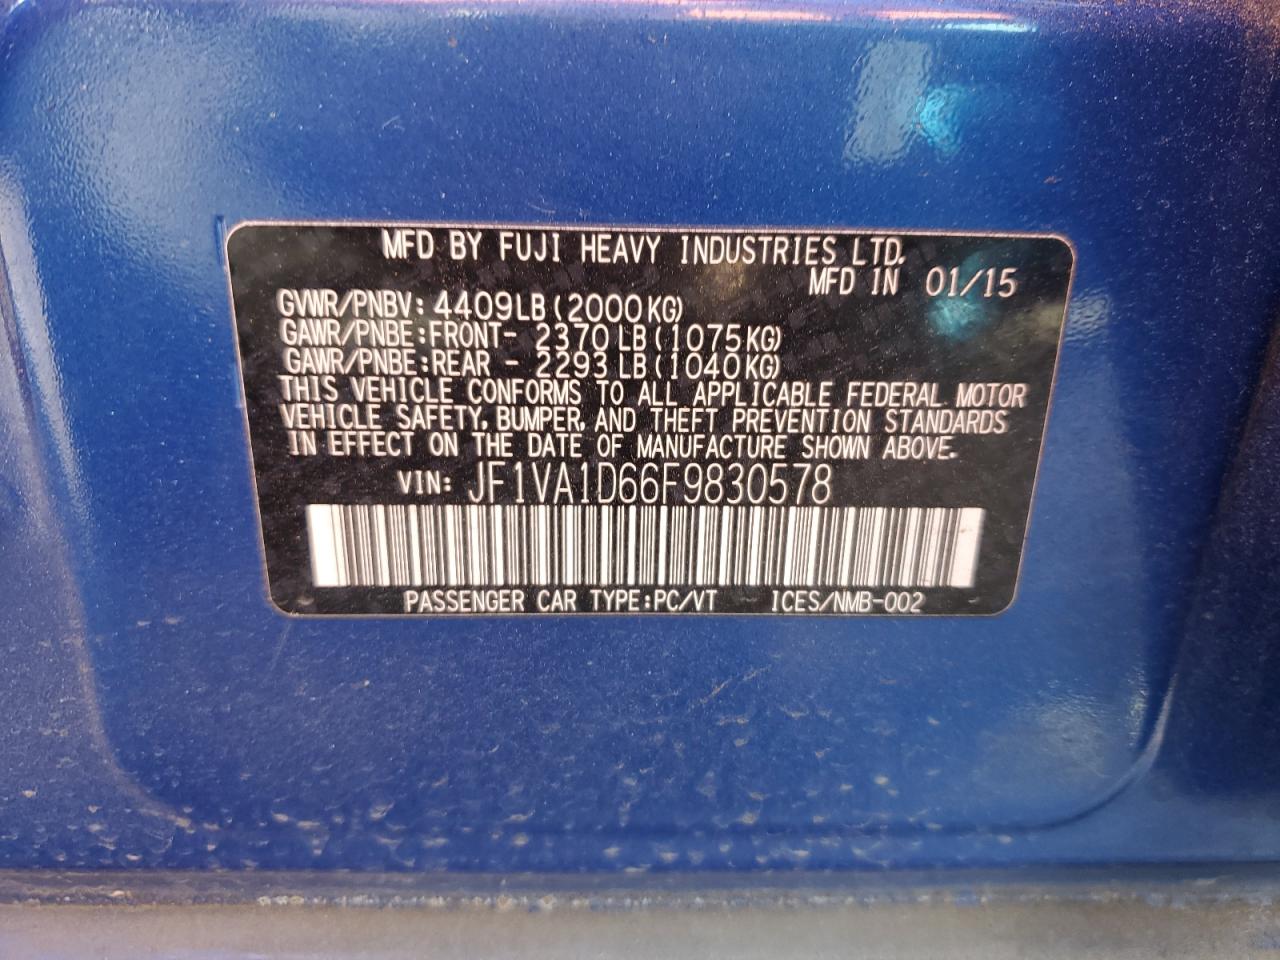 MFD BY FUJI HEAVY INDUSTRIES LTD.
MFD IN 01/15
GVWR/PNBV: 4409LB (2000KG)
GAWR/PNBE:FRONT- 2370 LB (1075KG)
GAWR/PNBE:REAR - 2293 LB (1040KG)
THIS VEHICLE CONFORMS TO ALL APPLICABLE FEDERAL MOTOR
VEHICLE SAFETY, BUMPER, AND THEFT PREVENTION STANDARDS
IN EFFECT ON THE DATE OF MANUFACTURE SHOWN ABOVE.
VIN: JF1VA1D66F9830578
PASSENGER CAR TYPE:PC/VT ICES/NMB-002